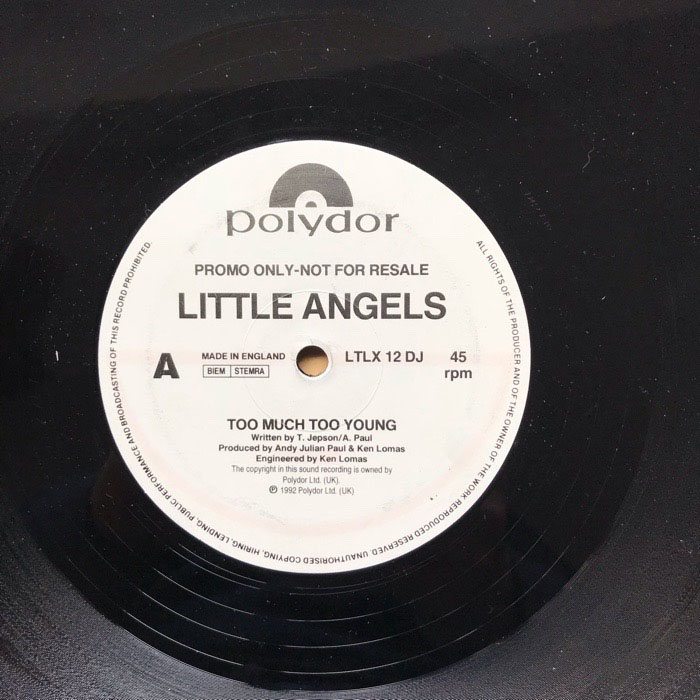 polydor
PROMO ONLY-NOT FOR RESALE
LITTLE ANGELS
A
MADE IN ENGLAND
BIEM STEMRA
LTLX 12 DJ
45
rpm
TOO MUCH TOO YOUNG
Written by T. Jepson/A. Paul
Produced by Andy Julian Paul & Ken Lomas
Engineered by Ken Lomas
The copyright in this sound recording is owned by
Polydor Ltd. (UK).
℗ 1992 Polydor Ltd. (UK)
ALL RIGHTS OF THE PRODUCER AND OF THE OWNER OF THE WORK REPRODUCED RESERVED. UNAUTHORISED COPYING, HIRING, LENDING, PUBLIC PERFORMANCE AND BROADCASTING OF THIS RECORD PROHIBITED.